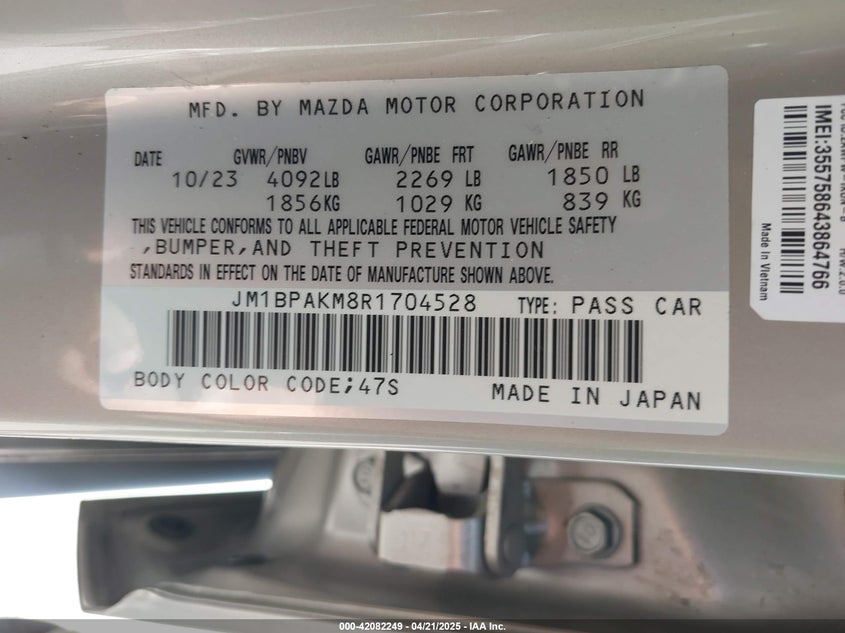 MFD. BY MAZDA MOTOR CORPORATION
DATE GVWR/PNBV GAWR/PNBE FRT GAWR/PNBE RR
10/23 4092LB 2269 LB 1850 LB
1856KG 1029 KG 839 KG
THIS VEHICLE CONFORMS TO ALL APPLICABLE FEDERAL MOTOR VEHICLE SAFETY
,BUMPER,AND THEFT PREVENTION
STANDARDS IN EFFECT ON THE DATE OF MANUFACTURE SHOWN ABOVE.
JM1BPAKM8R1704528 TYPE: PASS CAR
BODY COLOR CODE;47S MADE IN JAPAN
IMEI:355758643864766
Made in Vietnam
000-42082249 - 04/21/2025 - IAA Inc.